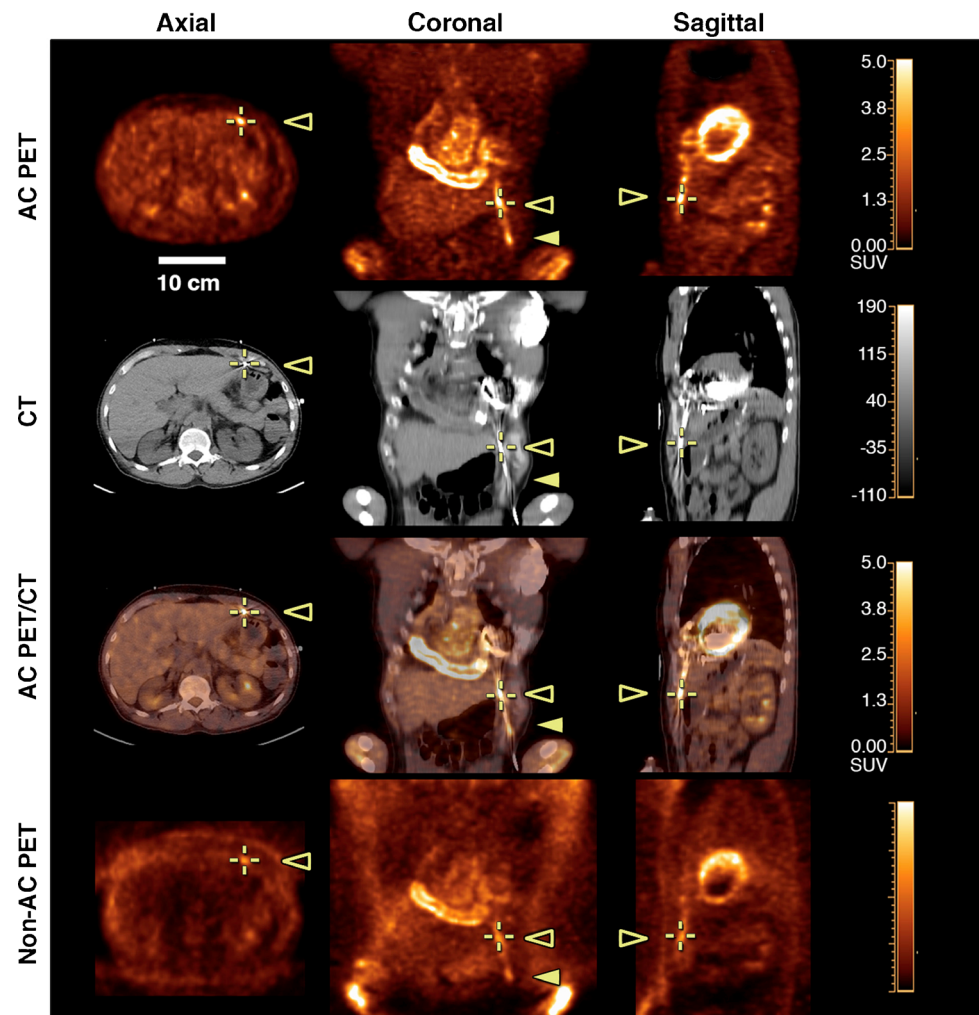 Axial Coronal Sagittal
AC PET
5.0
3.8
2.5
1.3
0.00
SUV
10 cm
CT
190
115
40
-35
-110
AC PET/CT
5.0
3.8
2.5
1.3
0.00
SUV
Non-AC PET